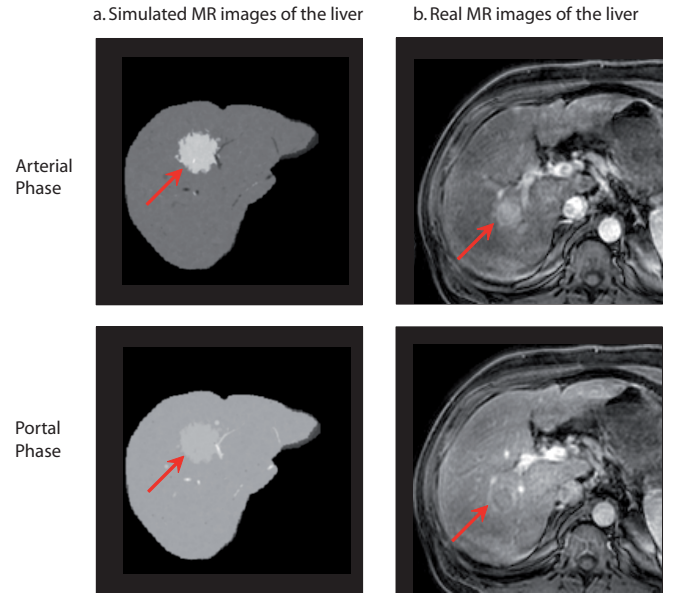 a. Simulated MR images of the liver
b. Real MR images of the liver
Arterial
Phase
Portal
Phase